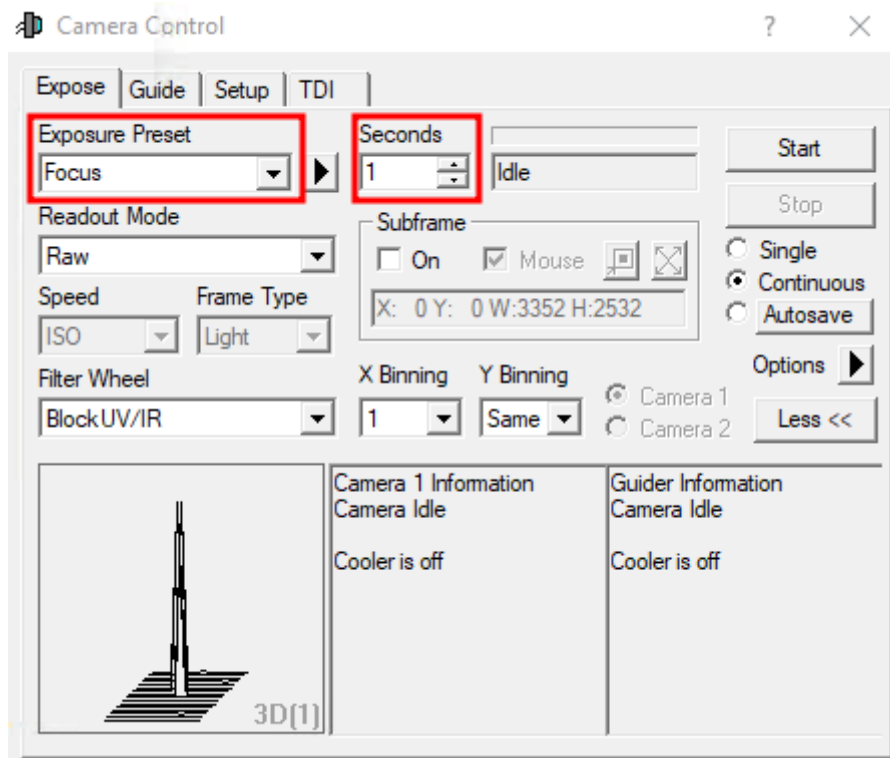 Camera Control
?
Expose Guide Setup TDI
Exposure Preset
Focus
Seconds
1
Idle
Start
Stop
Readout Mode
Raw
Subframe
On Mouse
X: 0 Y: 0 W:3352 H:2532
Single
Continuous
Autosave
Speed Frame Type
ISO Light
Filter Wheel
BlockUV/IR
X Binning Y Binning
1 Same
Camera 1
Camera 2
Options
Less <<
3D(1)
Camera 1 Information
Camera Idle
Cooler is off
Guider Information
Camera Idle
Cooler is off